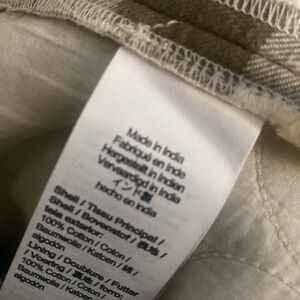 Made in India
Fabriqué en Inde
Hergestellt in Indien
Vervaardigd in India
インド製
hecho en India
Shell / Tissu Principal /
Shell / Bovenstof / 表地 /
tela exterior:
100% Cotton / Coton /
Baumwolle / Katoen / 綿 /
algodón
Lining / Doublure / Futter
/ Voering / 裏地 / forro:
100% Cotton / Coton /
Baumwolle / Katoen /
algodón